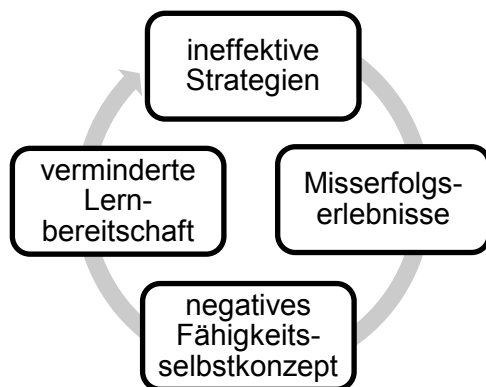 ineffektive
Strategien
Misserfolgs-
erlebnisse
negatives
Fähigkeits-
selbstkonzept
verminderte
Lern-
bereitschaft